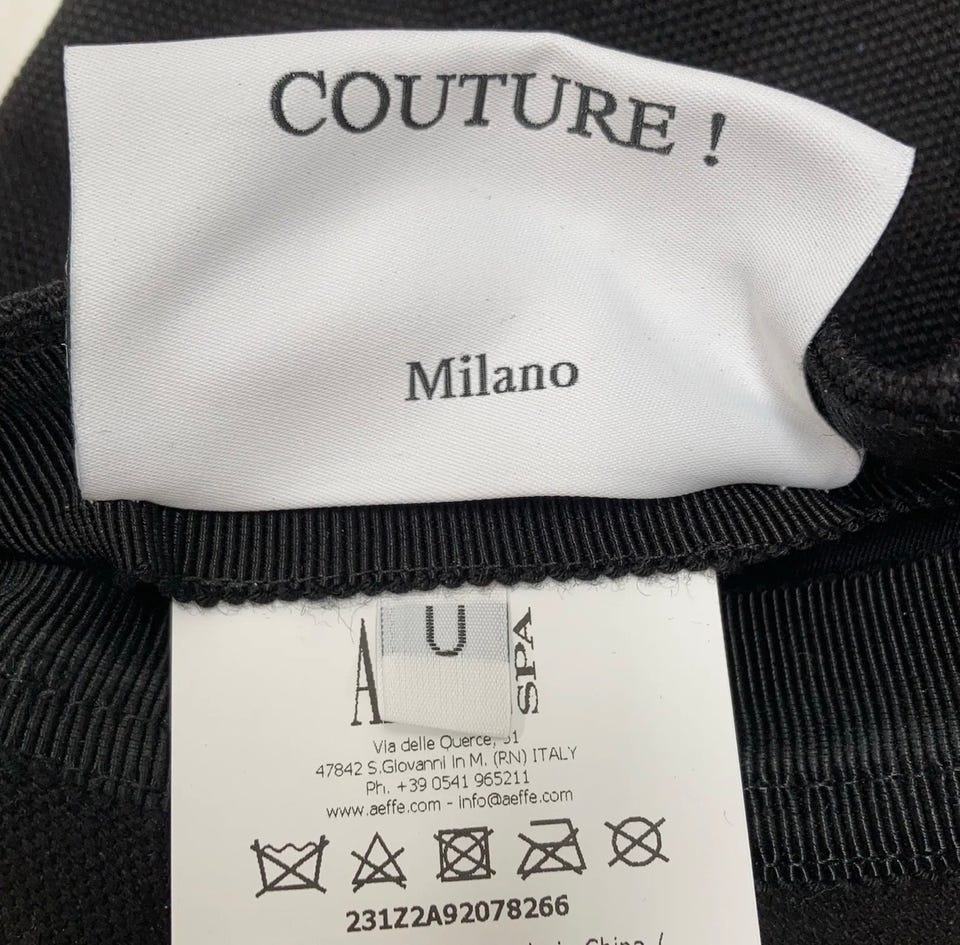 COUTURE !
Milano
U
SPA
Via delle Querce, 51
47842 S.Giovanni In M. (RN) ITALY
Ph. +39 0541 965211
www.aeffe.com - info@aeffe.com
231Z2A92078266
China /